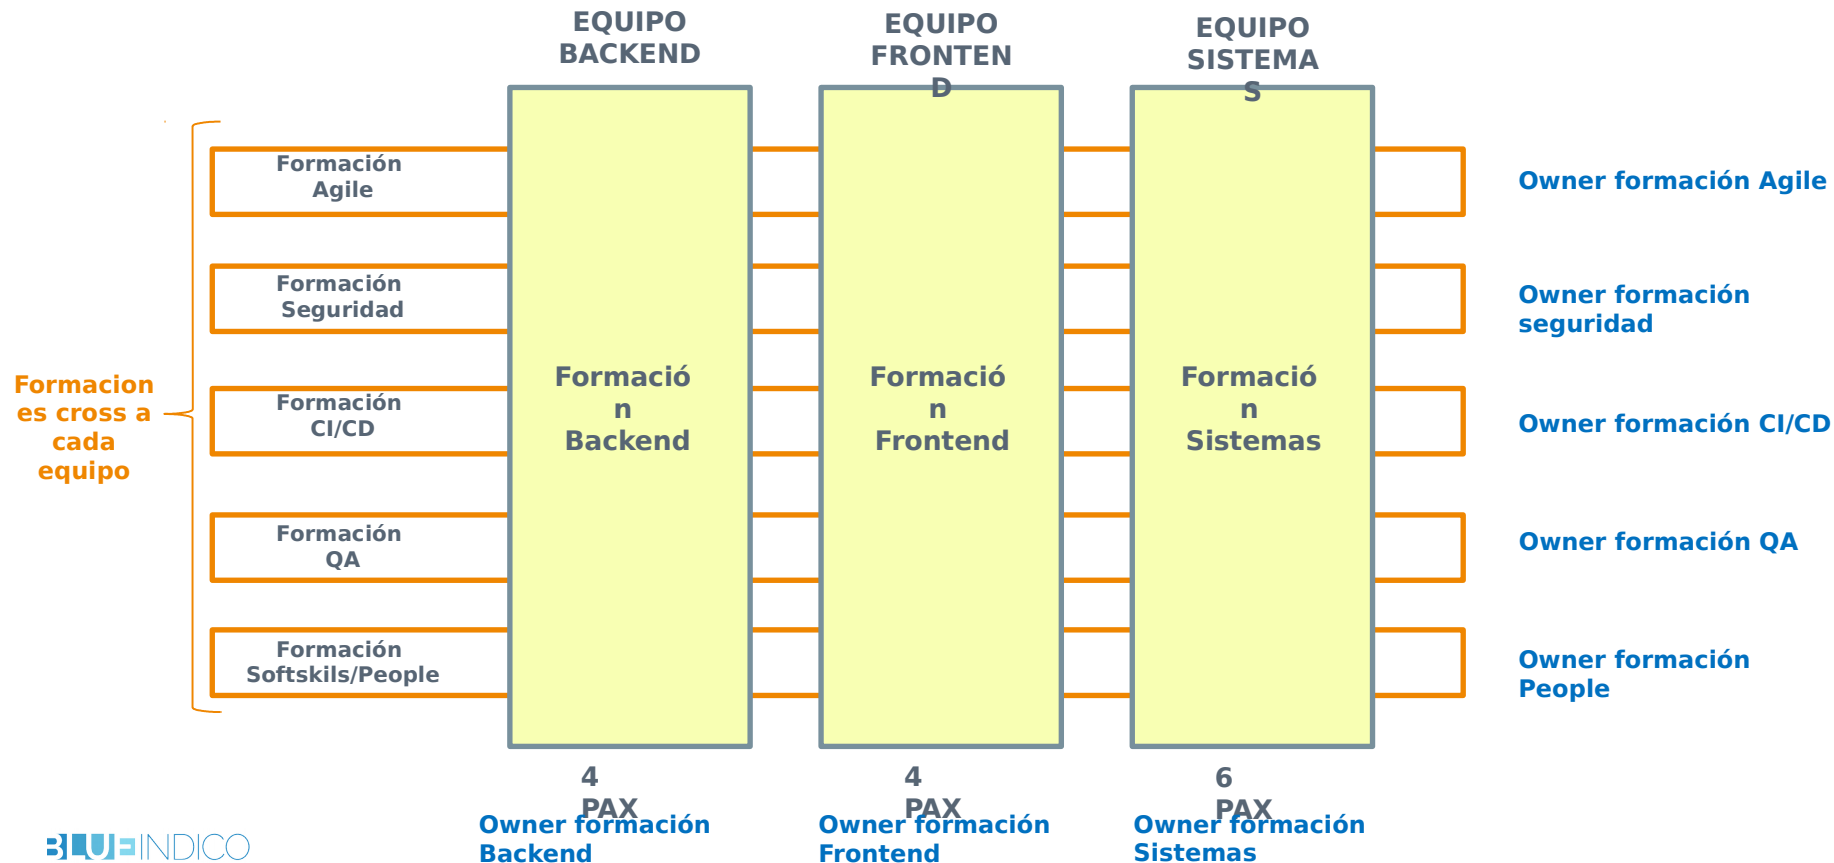 EQUIPO
BACKEND
EQUIPO
FRONTEN
D
EQUIPO
SISTEMA
S
Formación
Agile
Owner formación Agile
Formación
Seguridad
Owner formación
seguridad
Formacion
es cross a
cada
equipo
Formació
n
Backend
Formació
n
Frontend
Formació
n
Sistemas
Formación
CI/CD
Owner formación CI/CD
Formación
QA
Owner formación QA
Formación
Softskils/People
Owner formación
People
4
PAX
Owner formación
Backend
4
PAX
Owner formación
Frontend
6
PAX
Owner formación
Sistemas
BLUEINDICO